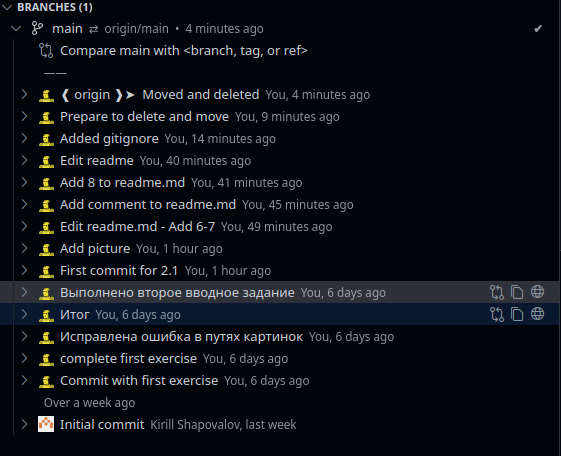 BRANCHES (1)
main ⇄ origin/main • 4 minutes ago ✔
Compare main with <branch, tag, or ref>
——
❰ origin ❱➤ Moved and deleted You, 4 minutes ago
Prepare to delete and move You, 9 minutes ago
Added gitignore You, 14 minutes ago
Edit readme You, 40 minutes ago
Add 8 to readme.md You, 41 minutes ago
Add comment to readme.md You, 45 minutes ago
Edit readme.md - Add 6-7 You, 49 minutes ago
Add picture You, 1 hour ago
First commit for 2.1 You, 1 hour ago
Выполнено второе вводное задание You, 6 days ago
Итог You, 6 days ago
Исправлена ошибка в путях картинок You, 6 days ago
complete first exercise You, 6 days ago
Commit with first exercise You, 6 days ago
Over a week ago
Initial commit Kirill Shapovalov, last week